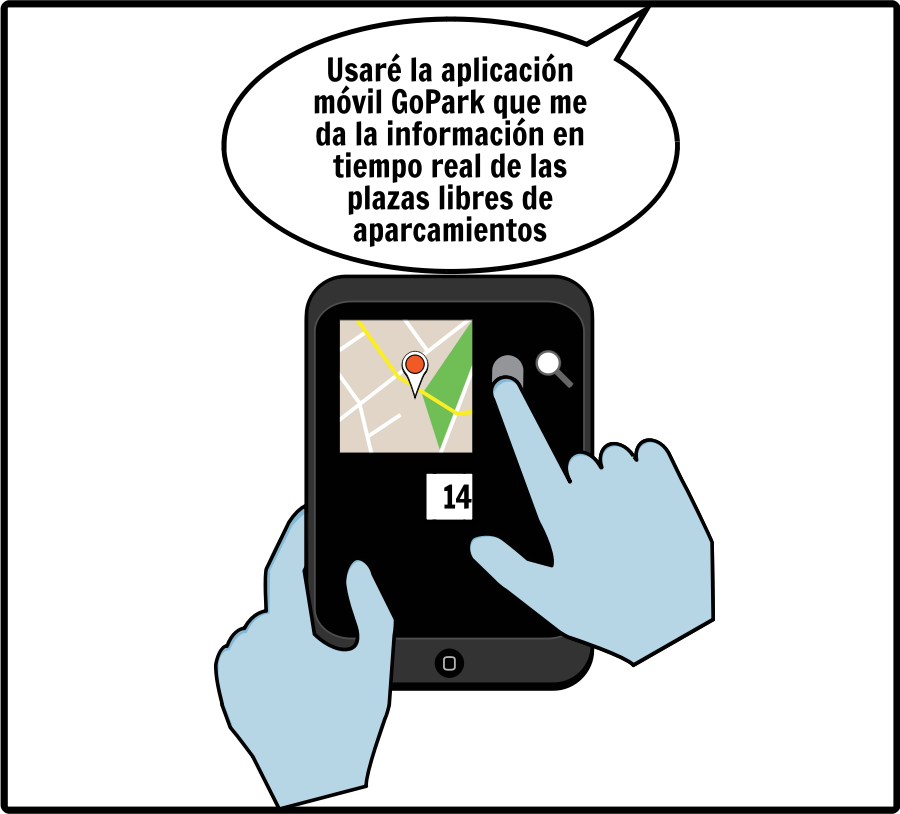 Usaré la aplicación
móvil GoPark que me
da la información en
tiempo real de las
plazas libres de
aparcamientos
14